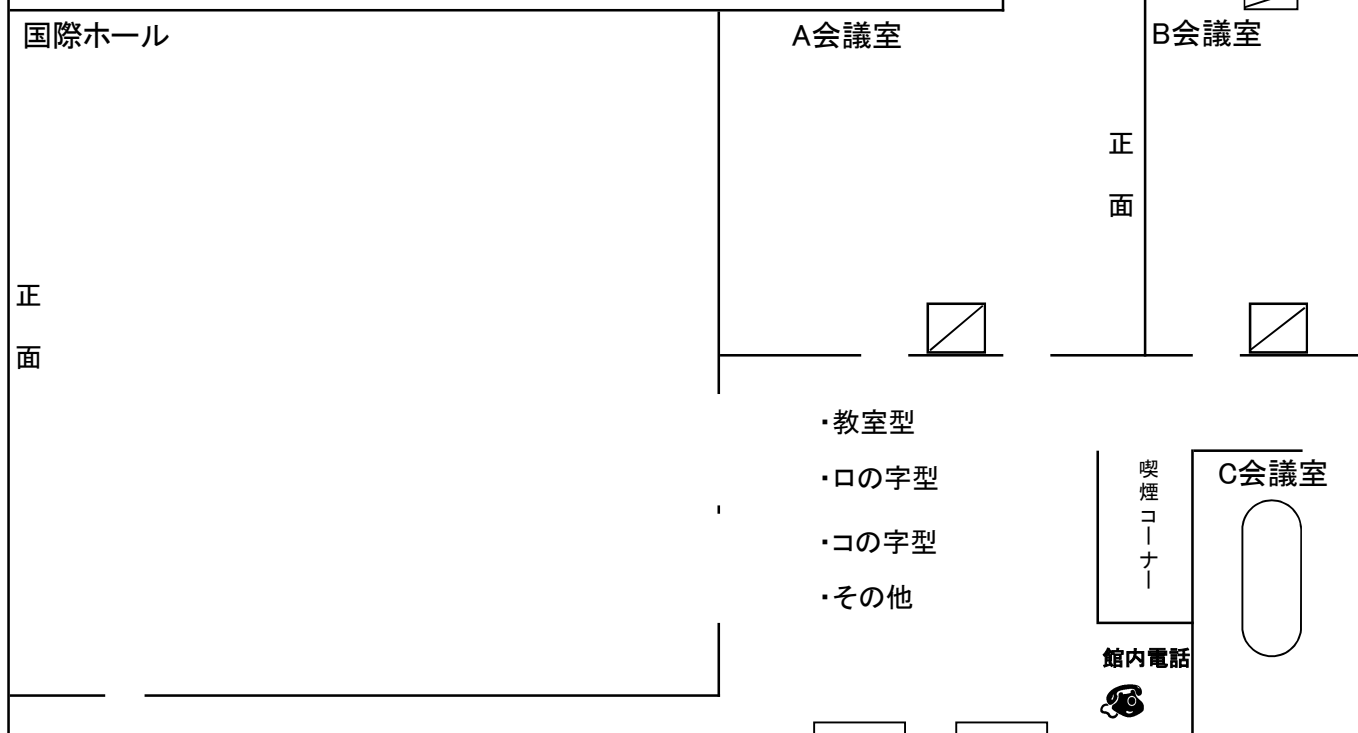 国際ホール
A会議室
B会議室
正面
正面
・教室型
・ロの字型
・コの字型
・その他
喫煙コーナー
C会議室
館内電話